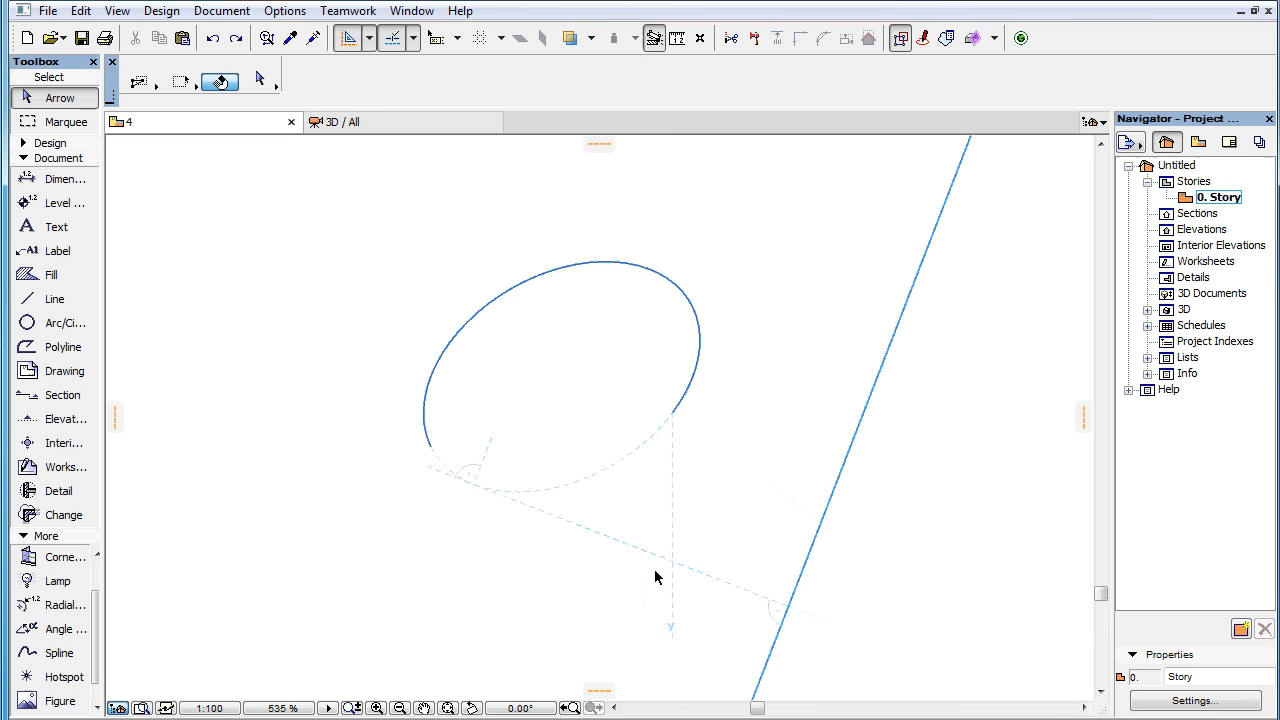 File Edit View Design Document Options Teamwork Window Help
Toolbox
Select
Arrow
Marquee
Design
Document
Dimen...
Level ...
Text
Label
Fill
Line
Arc/Ci...
Polyline
Drawing
Section
Elevat...
Interi...
Works...
Detail
Change
More
Corne...
Lamp
Radial...
Angle ...
Spline
Hotspot
Figure
4
3D / All
Y
1:100
535 %
0.00°
Navigator - Project ...
Untitled
Stories
0. Story
Sections
Elevations
Interior Elevations
Worksheets
Details
3D Documents
3D
Schedules
Project Indexes
Lists
Info
Help
Properties
0. Story
Settings...